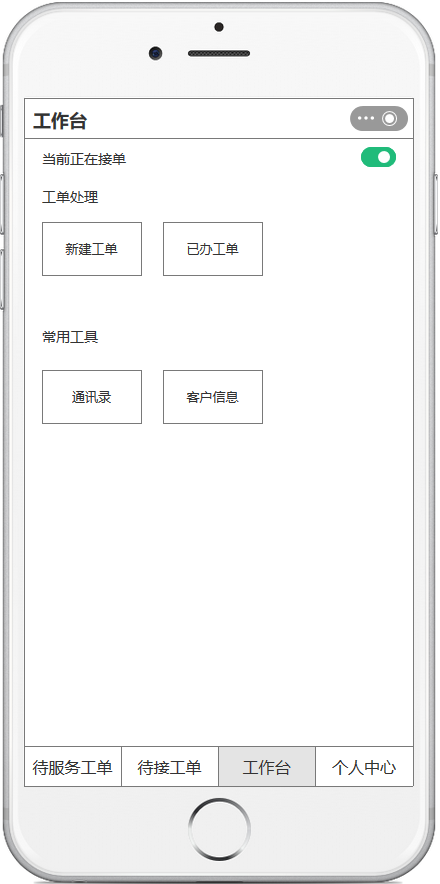 工作台
当前正在接单
工单处理
新建工单 已办工单
常用工具
通讯录 客户信息
待服务工单 待接工单 工作台 个人中心